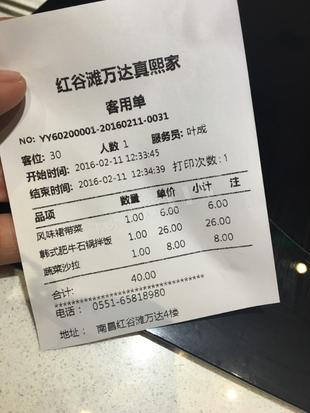 红谷滩万达真熙家
客用单
NO: YY60200001-20160211-0031
客位: 30 人数 1 服务员: 叶成
开始时间: 2016-02-11 12:33:45
结束时间: 2016-02-11 12:34:39 打印次数: 1
品项 数量 单价 小计 注
风味裙带菜 1.00 6.00 6.00
韩式肥牛石锅拌饭 1.00 26.00 26.00
蔬菜沙拉 1.00 8.00 8.00
合计: 40.00
************************************
电话: 0551-65818980
地址: 南昌红谷滩万达4楼